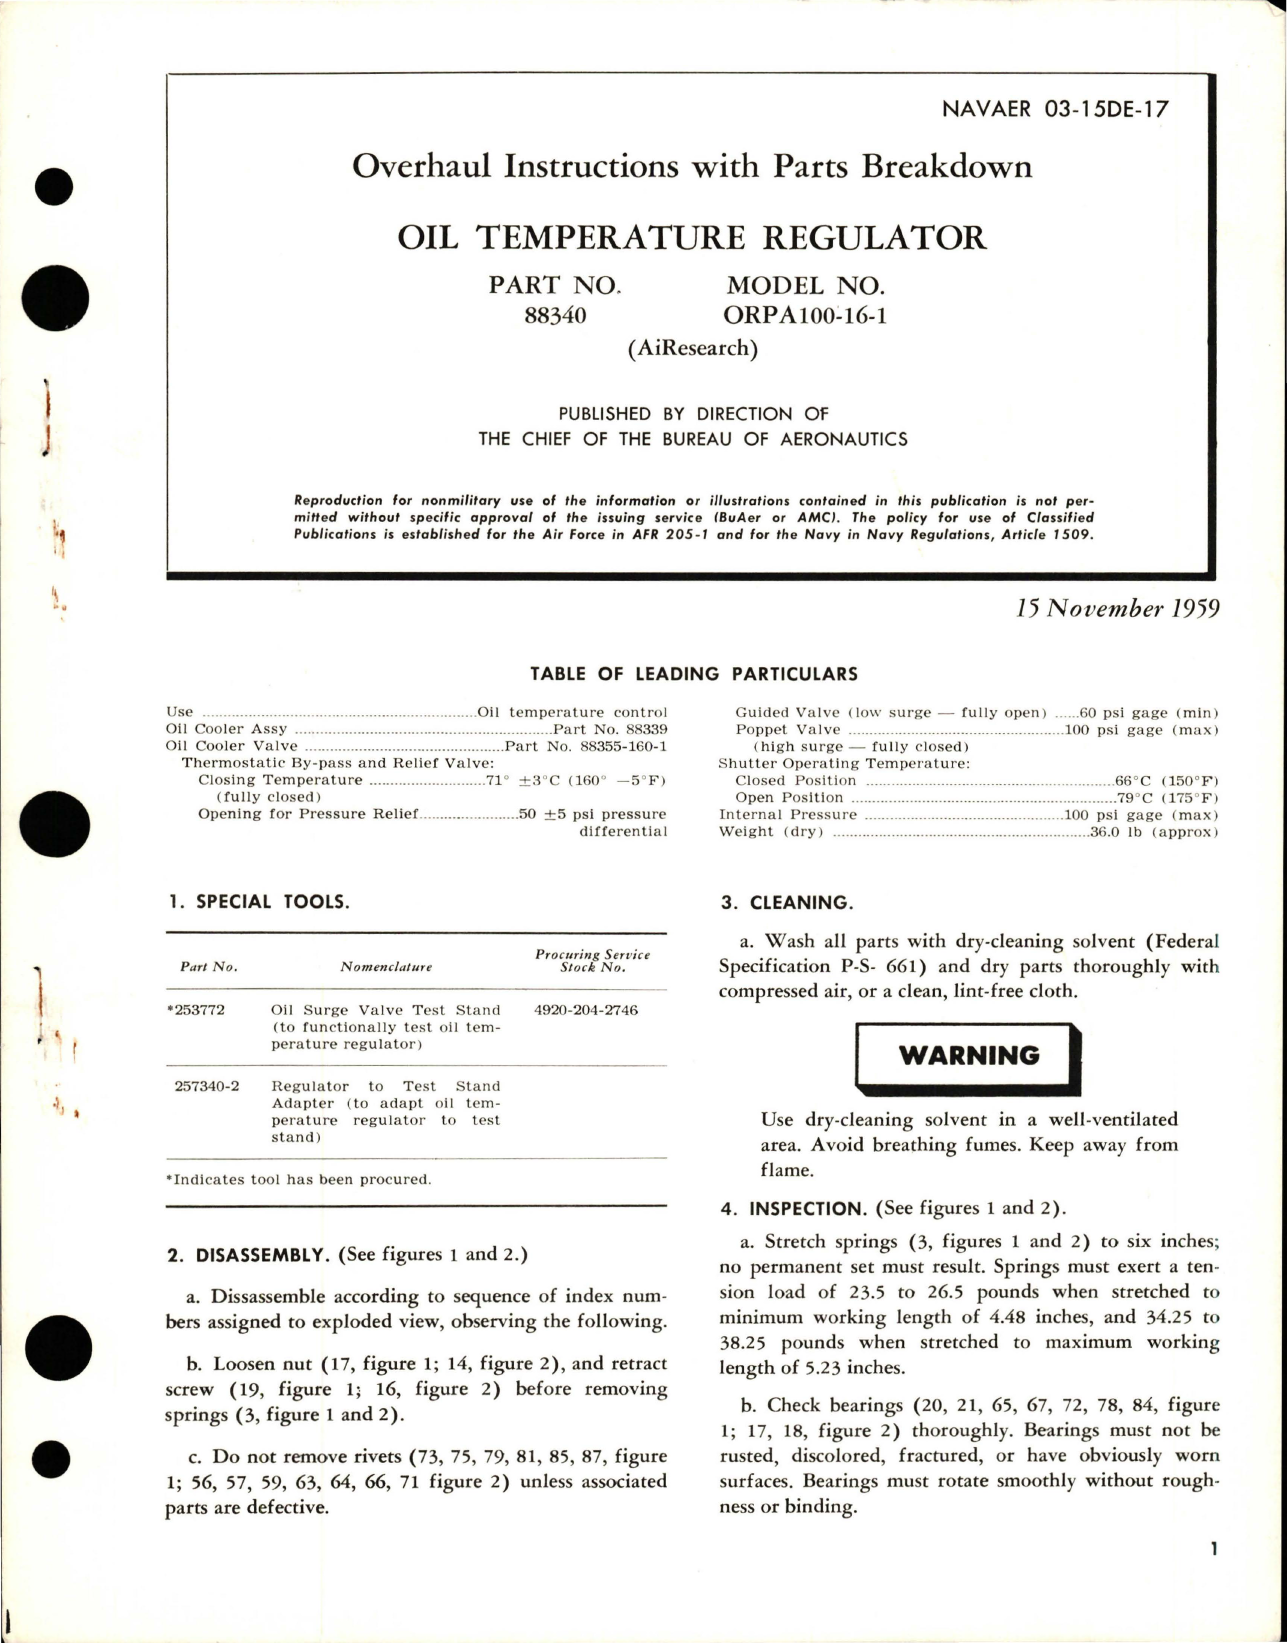 NAVAER 03-15DE-17
Overhaul Instructions with Parts Breakdown
OIL TEMPERATURE REGULATOR
PART NO. MODEL NO.
88340 ORPA100-16-1
(AiResearch)
PUBLISHED BY DIRECTION OF
THE CHIEF OF THE BUREAU OF AERONAUTICS
Reproduction for nonmilitary use of the information or illustrations contained in this publication is not per-
mitted without specific approval of the issuing service (BuAer or AMC). The policy for use of Classified
Publications is established for the Air Force in AFR 205-1 and for the Navy in Navy Regulations, Article 1509.
15 November 1959
TABLE OF LEADING PARTICULARS
Use ........ Oil temperature control
Oil Cooler Assy ........ Part No. 88339
Oil Cooler Valve ........ Part No. 88355-160-1
Thermostatic By-pass and Relief Valve:
Closing Temperature ........ 71° ±3°C (160° —5°F)
(fully closed)
Opening for Pressure Relief ........ 50 ±5 psi pressure
differential
Guided Valve (low surge — fully open) ...... 60 psi gage (min)
Poppet Valve ........ 100 psi gage (max)
(high surge — fully closed)
Shutter Operating Temperature:
Closed Position ........ 66°C (150°F)
Open Position ........ 79°C (175°F)
Internal Pressure ........ 100 psi gage (max)
Weight (dry) ........ 36.0 lb (approx)
1. SPECIAL TOOLS.
Part No. Nomenclature Procuring Service
Stock No.
*253772 Oil Surge Valve Test Stand 4920-204-2746
(to functionally test oil tem-
perature regulator)
257340-2 Regulator to Test Stand
Adapter (to adapt oil tem-
perature regulator to test
stand)
*Indicates tool has been procured.
2. DISASSEMBLY. (See figures 1 and 2.)
a. Dissassemble according to sequence of index num-
bers assigned to exploded view, observing the following.
b. Loosen nut (17, figure 1; 14, figure 2), and retract
screw (19, figure 1; 16, figure 2) before removing
springs (3, figure 1 and 2).
c. Do not remove rivets (73, 75, 79, 81, 85, 87, figure
1; 56, 57, 59, 63, 64, 66, 71 figure 2) unless associated
parts are defective.
3. CLEANING.
a. Wash all parts with dry-cleaning solvent (Federal
Specification P-S- 661) and dry parts thoroughly with
compressed air, or a clean, lint-free cloth.
WARNING
Use dry-cleaning solvent in a well-ventilated
area. Avoid breathing fumes. Keep away from
flame.
4. INSPECTION. (See figures 1 and 2).
a. Stretch springs (3, figures 1 and 2) to six inches;
no permanent set must result. Springs must exert a ten-
sion load of 23.5 to 26.5 pounds when stretched to
minimum working length of 4.48 inches, and 34.25 to
38.25 pounds when stretched to maximum working
length of 5.23 inches.
b. Check bearings (20, 21, 65, 67, 72, 78, 84, figure
1; 17, 18, figure 2) thoroughly. Bearings must not be
rusted, discolored, fractured, or have obviously worn
surfaces. Bearings must rotate smoothly without rough-
ness or binding.
1